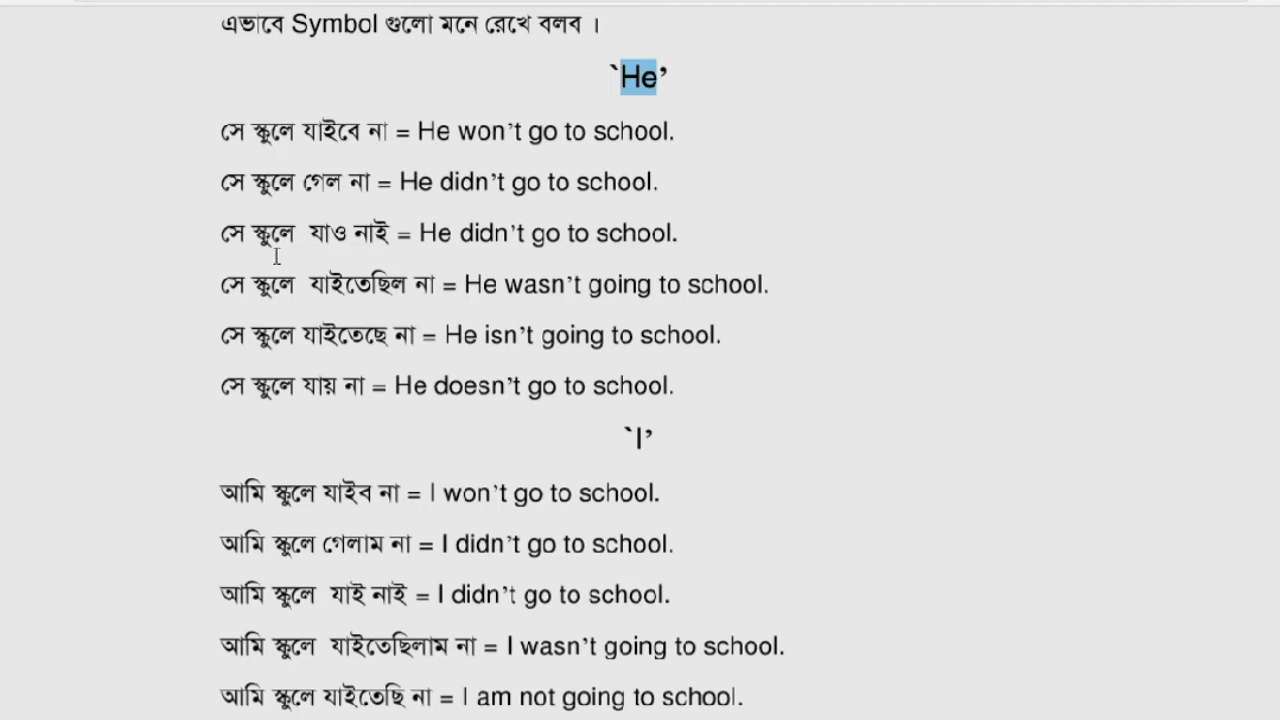 এভাবে Symbol গুলো মনে রেখে বলব ।
`He’
সে স্কুলে যাইবে না = He won’t go to school.
সে স্কুলে গেল না = He didn’t go to school.
সে স্কুলে যাও নাই = He didn’t go to school.
সে স্কুলে যাইতেছিল না = He wasn’t going to school.
সে স্কুলে যাইতেছে না = He isn’t going to school.
সে স্কুলে যায় না = He doesn’t go to school.
`I’
আমি স্কুলে যাইব না = I won’t go to school.
আমি স্কুলে গেলাম না = I didn’t go to school.
আমি স্কুলে যাই নাই = I didn’t go to school.
আমি স্কুলে যাইতেছিলাম না = I wasn’t going to school.
আমি স্কুলে যাইতেছি না = I am not going to school.